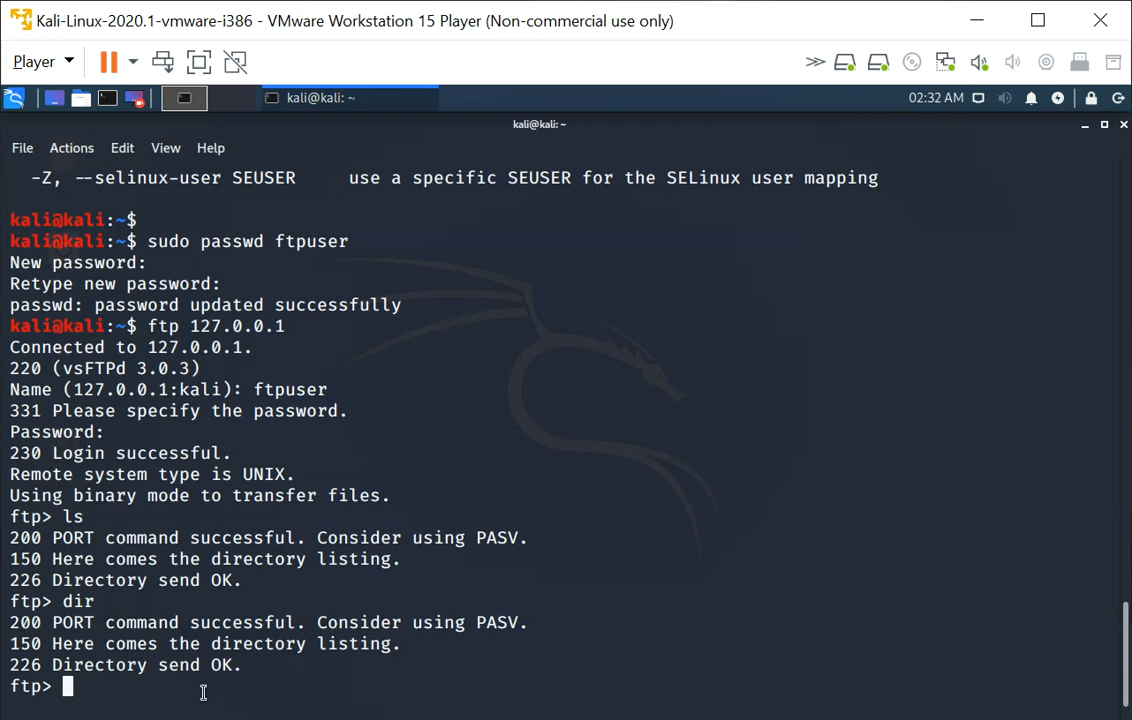 Kali-Linux-2020.1-vmware-i386 - VMware Workstation 15 Player (Non-commercial use only)
Player
kali@kali: ~
02:32 AM
kali@kali:~
File Actions Edit View Help
-Z, --selinux-user SEUSER     use a specific SEUSER for the SELinux user mapping
kali@kali:~$
kali@kali:~$ sudo passwd ftpuser
New password:
Retype new password:
passwd: password updated successfully
kali@kali:~$ ftp 127.0.0.1
Connected to 127.0.0.1.
220 (vsFTPd 3.0.3)
Name (127.0.0.1:kali): ftpuser
331 Please specify the password.
Password:
230 Login successful.
Remote system type is UNIX.
Using binary mode to transfer files.
ftp> ls
200 PORT command successful. Consider using PASV.
150 Here comes the directory listing.
226 Directory send OK.
ftp> dir
200 PORT command successful. Consider using PASV.
150 Here comes the directory listing.
226 Directory send OK.
ftp>